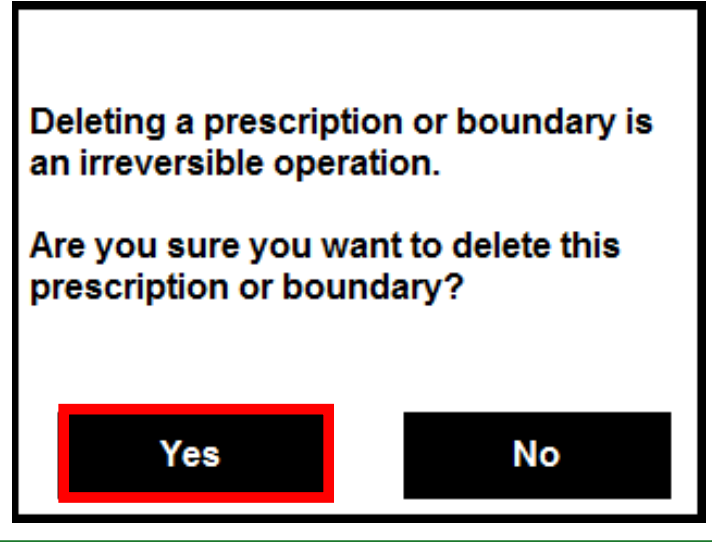 Deleting a prescription or boundary is
an irreversible operation.
Are you sure you want to delete this
prescription or boundary?
Yes
No